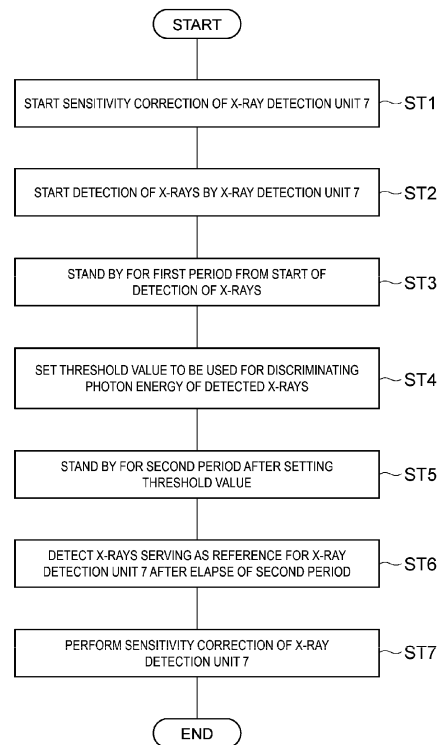 START
START SENSITIVITY CORRECTION OF X-RAY DETECTION UNIT 7
ST1
START DETECTION OF X-RAYS BY X-RAY DETECTION UNIT 7
ST2
STAND BY FOR FIRST PERIOD FROM START OF
DETECTION OF X-RAYS
ST3
SET THRESHOLD VALUE TO BE USED FOR DISCRIMINATING
PHOTON ENERGY OF DETECTED X-RAYS
ST4
STAND BY FOR SECOND PERIOD AFTER SETTING
THRESHOLD VALUE
ST5
DETECT X-RAYS SERVING AS REFERENCE FOR X-RAY
DETECTION UNIT 7 AFTER ELAPSE OF SECOND PERIOD
ST6
PERFORM SENSITIVITY CORRECTION OF X-RAY
DETECTION UNIT 7
ST7
END